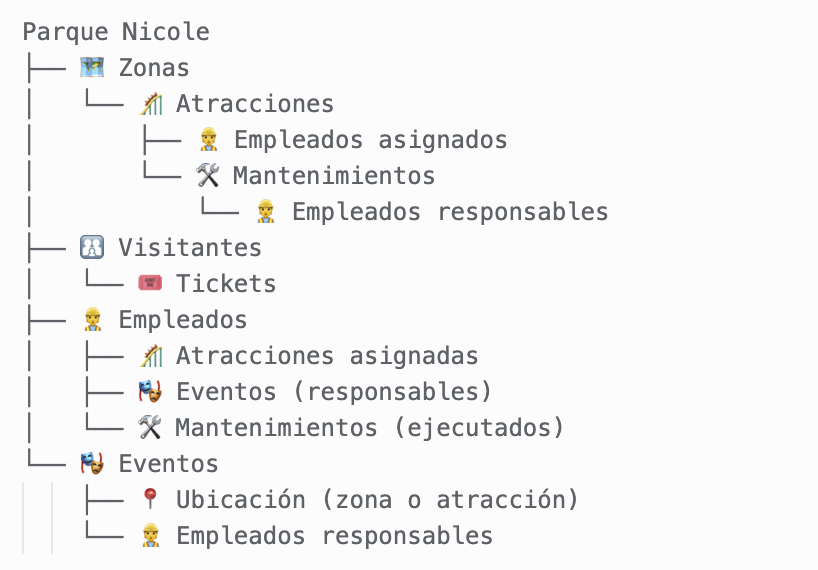 Parque Nicole
├── 🗺️ Zonas
│   └── 🎢 Atracciones
│       ├── 👷 Empleados asignados
│       └── 🛠️ Mantenimientos
│           └── 👷 Empleados responsables
├── 🚻 Visitantes
│   └── 🎟️ Tickets
├── 👷 Empleados
│   ├── 🎢 Atracciones asignadas
│   ├── 🎭 Eventos (responsables)
│   └── 🛠️ Mantenimientos (ejecutados)
└── 🎭 Eventos
    ├── 📍 Ubicación (zona o atracción)
    └── 👷 Empleados responsables